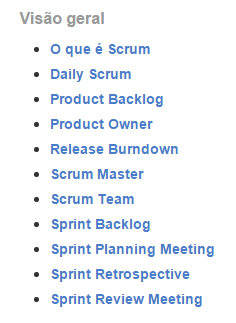 Visão geral
O que é Scrum
Daily Scrum
Product Backlog
Product Owner
Release Burndown
Scrum Master
Scrum Team
Sprint Backlog
Sprint Planning Meeting
Sprint Retrospective
Sprint Review Meeting